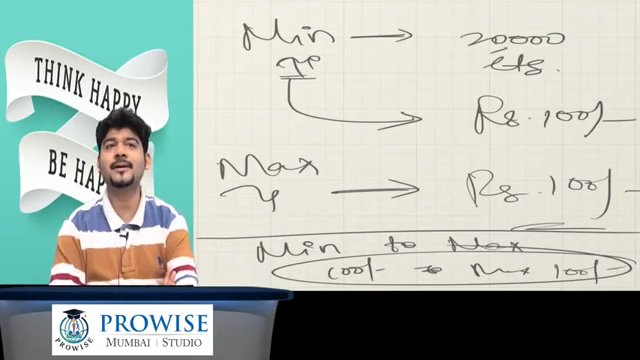 THINK HAPPY
BE HAP
Min → 20000
Rs. 100/-
Max
→ Rs. 100/-
Min to Max
100/- to Max 100/-
PROWISE
PROWISE
MUMBAI | STUDIO